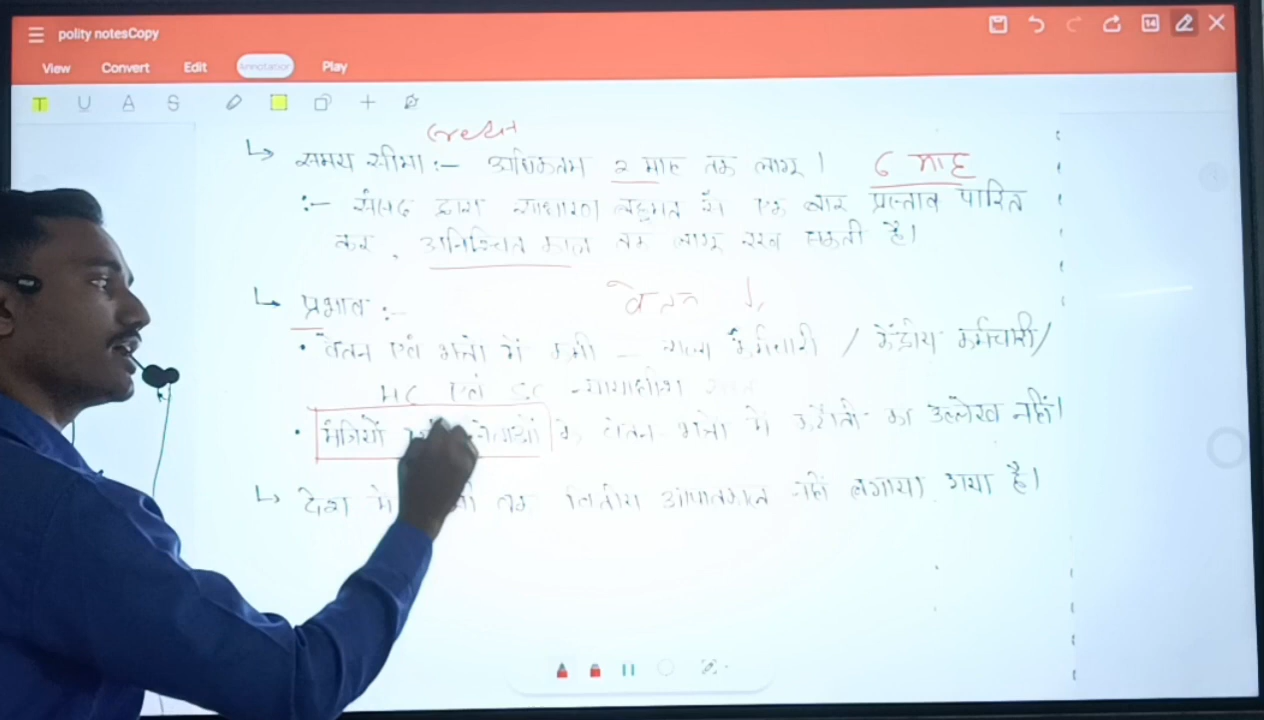 polity notesCopy
14
View Convert Edit Annotation Play
T U A S
↳ समय सीमा :- अधिकतम 2 माह तक लागू। 6 माह
:- संसद द्वारा साधारण बहुमत से एक बार प्रस्ताव पारित
कर, अनिश्चित काल तक लागू रख सकती है।
↳ प्रभाव :- वेतन ↓
• वेतन एवं भत्तों में कमी - राज्य कर्मचारी / केंद्रीय कर्मचारी/
HC एवं SC न्यायाधीश
• मंत्रियों के वेतन भत्तों में कटौती का उल्लेख नहीं।
↳ देश में तक वित्तीय आपातकाल नहीं लगाया गया है।